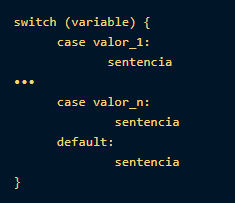 switch (variable) {
case valor_1:
sentencia
•••
case valor_n:
sentencia
default:
sentencia
}